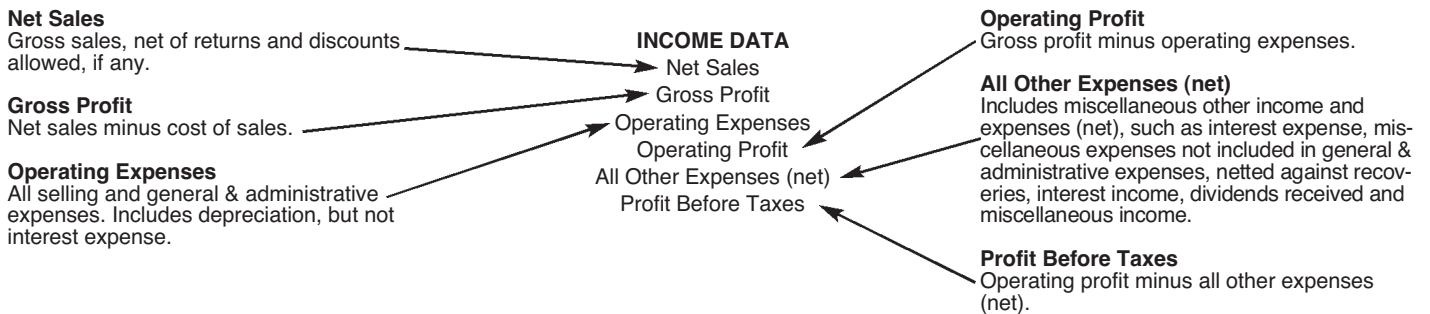 Net Sales
Gross sales, net of returns and discounts
allowed, if any.
Gross Profit
Net sales minus cost of sales.
Operating Expenses
All selling and general & administrative
expenses. Includes depreciation, but not
interest expense.
INCOME DATA
Net Sales
Gross Profit
Operating Expenses
Operating Profit
All Other Expenses (net)
Profit Before Taxes
Operating Profit
Gross profit minus operating expenses.
All Other Expenses (net)
Includes miscellaneous other income and
expenses (net), such as interest expense, mis-
cellaneous expenses not included in general &
administrative expenses, netted against recov-
eries, interest income, dividends received and
miscellaneous income.
Profit Before Taxes
Operating profit minus all other expenses
(net).